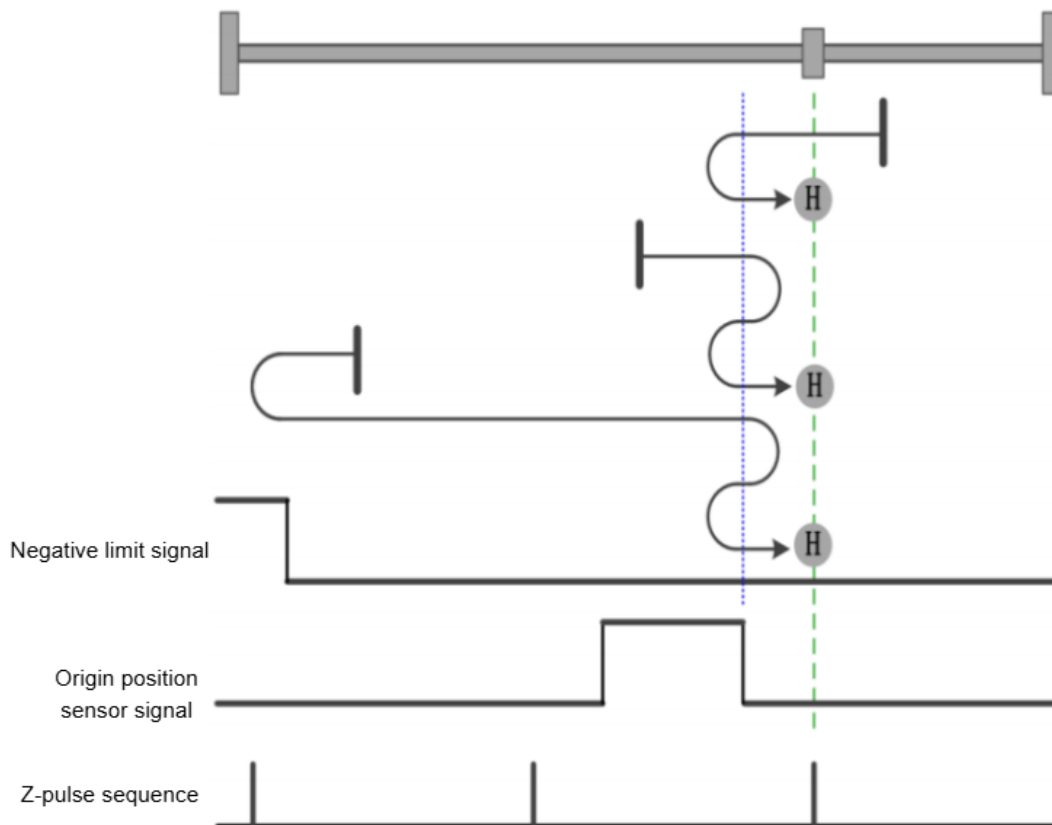 H
H
H
Negative limit signal
Origin position
sensor signal
Z-pulse sequence